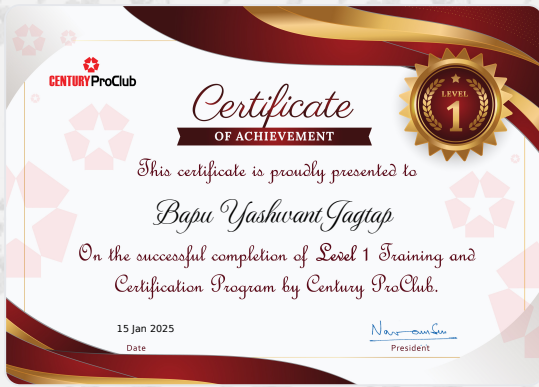 CENTURY ProClub
Certificate
OF ACHIEVEMENT
LEVEL
1
This certificate is proudly presented to
Bapu Yashwant Jagtap
On the successful completion of Level 1 Training and
Certification Program by Century ProClub.
15 Jan 2025
Date
President